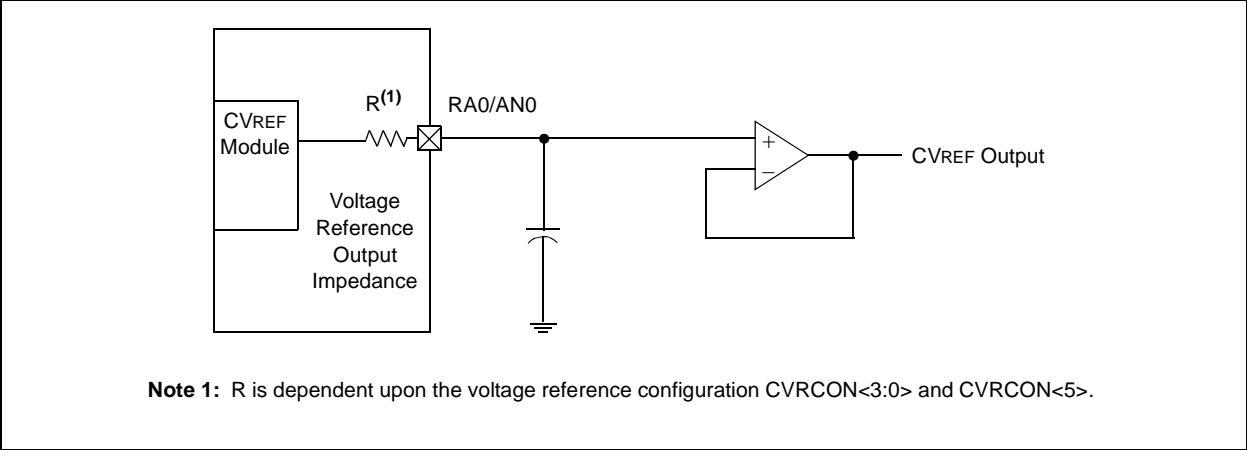 R(1)
RA0/AN0
CVREF
Module
+
–
CVREF Output
Voltage
Reference
Output
Impedance
Note 1: R is dependent upon the voltage reference configuration CVRCON<3:0> and CVRCON<5>.